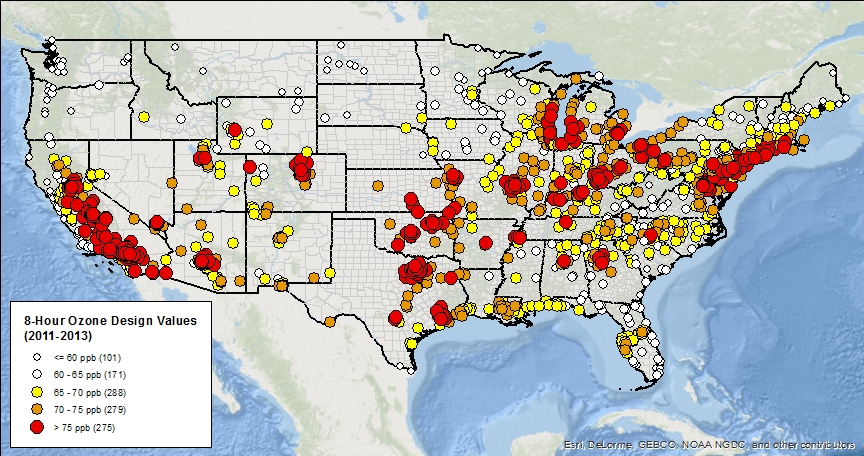 8-Hour Ozone Design Values
(2011-2013)
<= 60 ppb (101)
60 - 65 ppb (171)
65 - 70 ppb (288)
70 - 75 ppb (279)
> 75 ppb (275)
Esri, DeLorme, GEBCO, NOAA NGDC, and other contributors